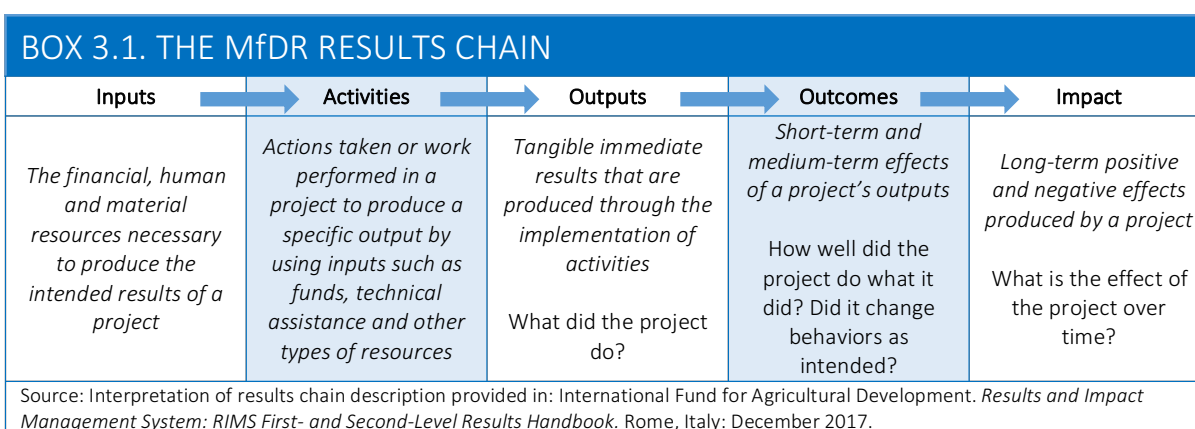 BOX 3.1. THE MfDR RESULTS CHAIN
Inputs
Activities
Outputs
Outcomes
Impact
The financial, human
and material
resources necessary
to produce the
intended results of a
project
Actions taken or work
performed in a
project to produce a
specific output by
using inputs such as
funds, technical
assistance and other
types of resources
Tangible immediate
results that are
produced through the
implementation of
activities
What did the project
do?
Short-term and
medium-term effects
of a project's outputs
How well did the
project do what it
did? Did it change
behaviors as
intended?
Long-term positive
and negative effects
produced by a project
What is the effect of
the project over
time?
Source: Interpretation of results chain description provided in: International Fund for Agricultural Development. Results and Impact
Management System: RIMS First- and Second-Level Results Handbook. Rome, Italy: December 2017.